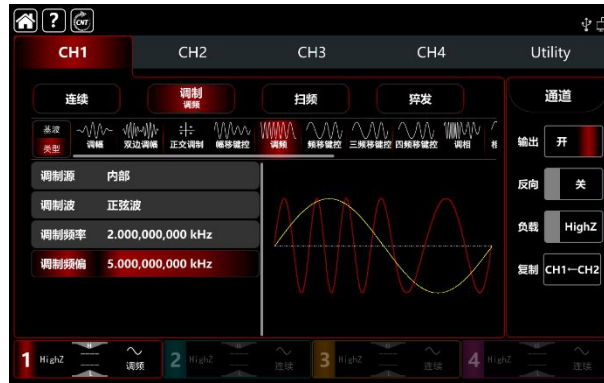 ? CNT
CH1 CH2 CH3 CH4 Utility
连续 调制 调频 扫频 猝发 通道
基波 类型 调幅 双边调幅 正交调制 幅移键控 调频 频移键控 三频移键控 四频移键控 调相
输出 开
调制源 内部
反向 关
调制波 正弦波
负载 HighZ
调制频率 2.000,000,000 kHz
调制频偏 5.000,000,000 kHz
复制 CH1←CH2
1 HighZ 调频 2 HighZ 连续 3 HighZ 连续 4 HighZ 连续